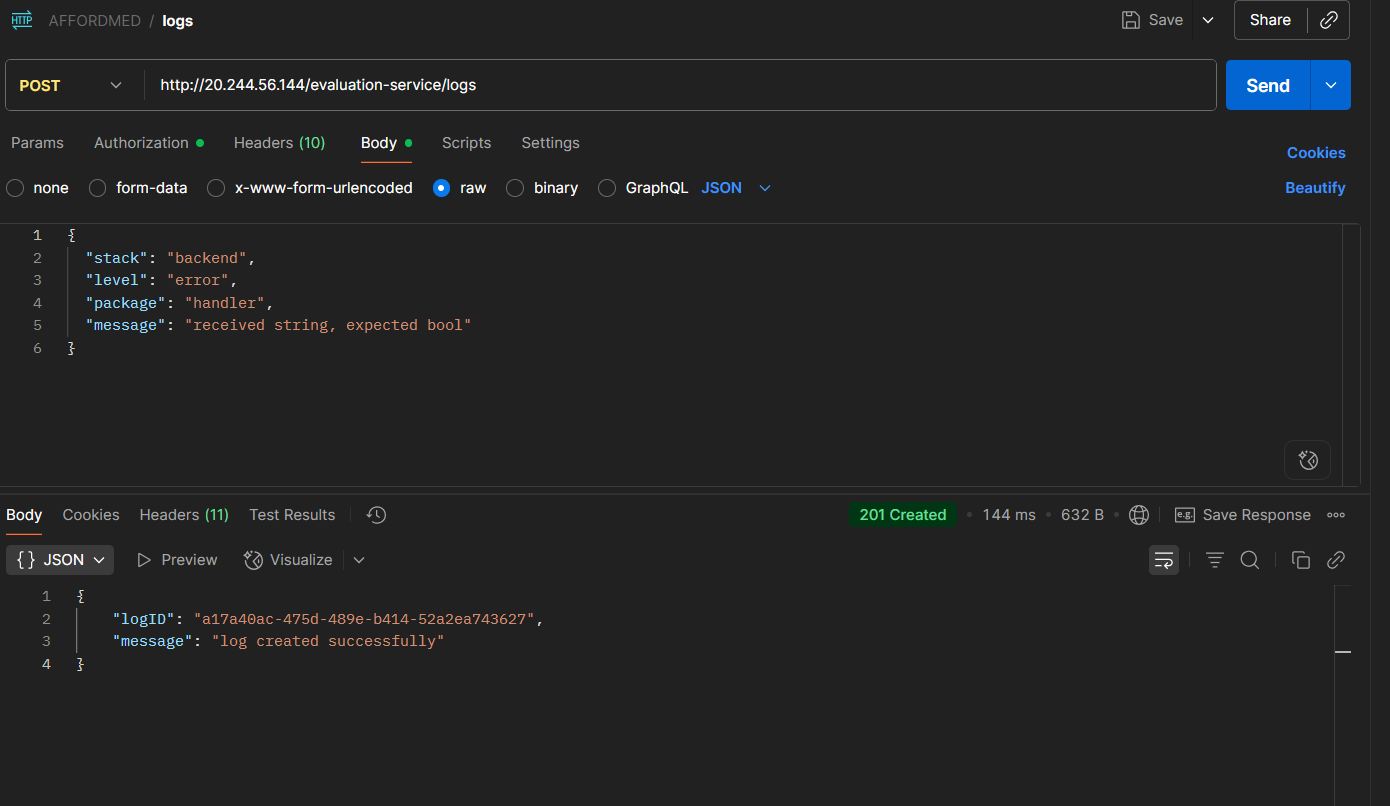 HTTP AFFORDMED / logs Save Share
POST http://20.244.56.144/evaluation-service/logs Send
Params Authorization Headers (10) Body Scripts Settings Cookies
none form-data x-www-form-urlencoded raw binary GraphQL JSON Beautify
1 {
2 "stack": "backend",
3 "level": "error",
4 "package": "handler",
5 "message": "received string, expected bool"
6 }
Body Cookies Headers (11) Test Results 201 Created 144 ms 632 B e.g. Save Response
{} JSON Preview Visualize
1 {
2 "logID": "a17a40ac-475d-489e-b414-52a2ea743627",
3 "message": "log created successfully"
4 }